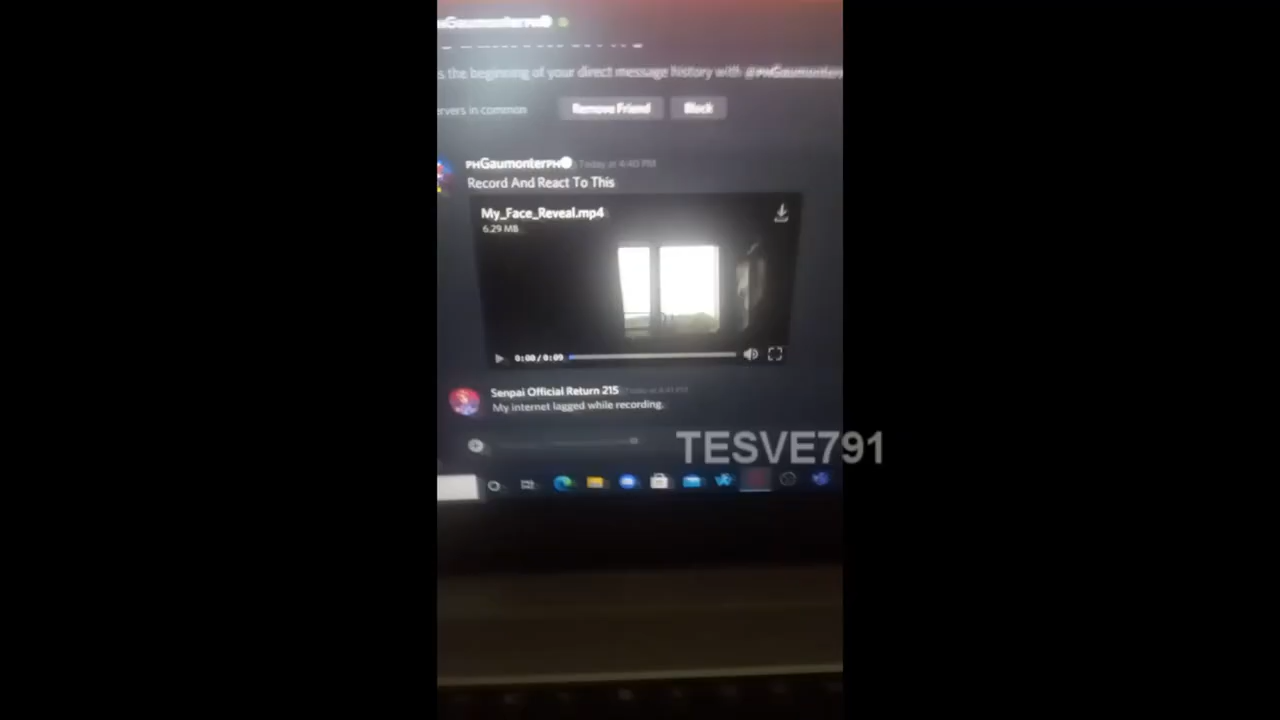 PHGaumonterPH
s the beginning of your direct message history with @PHGaumonter
ervers in common
Remove Friend
Block
PHGaumonterPH Today at 4:40 PM
Record And React To This
My_Face_Reveal.mp4
6.29 MB
0:00 / 0:09
Senpai Official Return 215 Today at 4:41 PM
My internet lagged while recording.
TESVE791